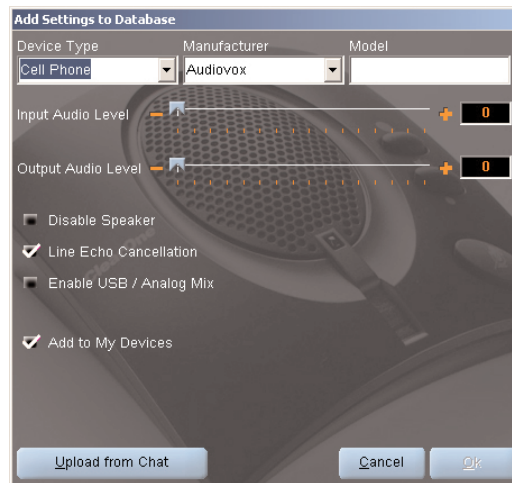 Add Settings to Database
Device Type Manufacturer Model
Cell Phone Audiovox
Input Audio Level 0
Output Audio Level 0
Disable Speaker
Line Echo Cancellation
Enable USB / Analog Mix
Add to My Devices
Upload from Chat Cancel Ok